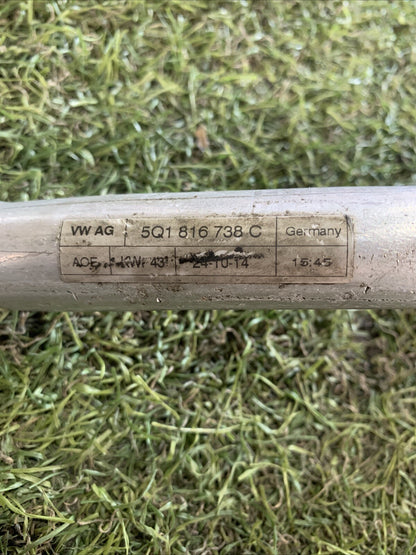 VW AG 5Q1 816 738 C Germany
AOE KW 43 24-10-14 15:45